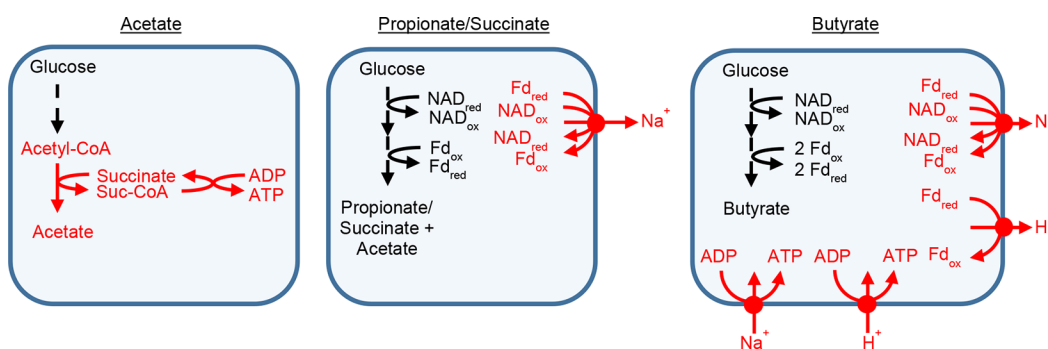 Acetate
Glucose
Acetyl-CoA
Succinate
Suc-CoA
ADP
ATP
Acetate
Propionate/Succinate
Glucose
NADred
NADox
Fdox
Fdred
Propionate/
Succinate +
Acetate
Fdred
NADox
NADred
Fdox
Na+
Butyrate
Glucose
NADred
NADox
2 Fdox
2 Fdred
Butyrate
Fdred
NADox
NADred
Fdox
N
Fdred
H
Fdox
ADP ATP ADP ATP
Na+ H+